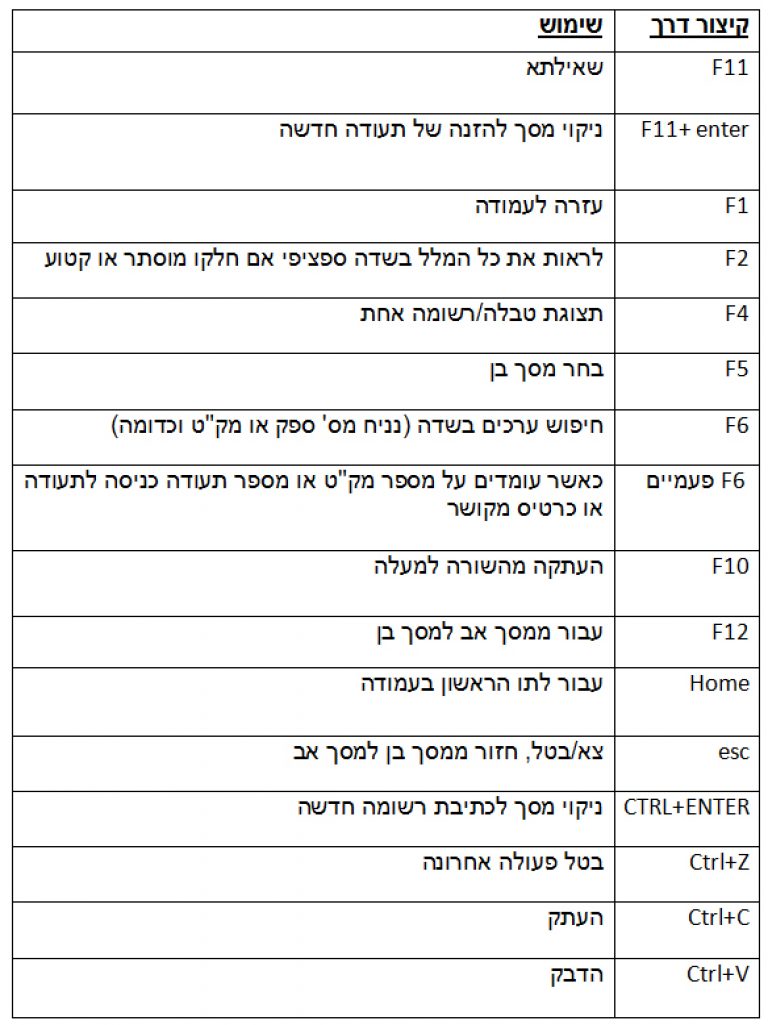 קיצור דרך שימוש
F11 שאילתא
F11+ enter ניקוי מסך להזנה של תעודה חדשה
F1 עזרה לעמודה
F2 לראות את כל המלל בשדה ספציפי אם חלקו מוסתר או קטוע
F4 תצוגת טבלה/רשומה אחת
F5 בחר מסך בן
F6 חיפוש ערכים בשדה (נניח מס' ספק או מק"ט וכדומה)
F6 פעמיים כאשר עומדים על מספר מק"ט או מספר תעודה כניסה לתעודה
או כרטיס מקושר
F10 העתקה מהשורה למעלה
F12 עבור ממסך אב למסך בן
Home עבור לתו הראשון בעמודה
esc צא/בטל, חזור ממסך בן למסך אב
CTRL+ENTER ניקוי מסך לכתיבת רשומה חדשה
Ctrl+Z בטל פעולה אחרונה
Ctrl+C העתק
Ctrl+V הדבק